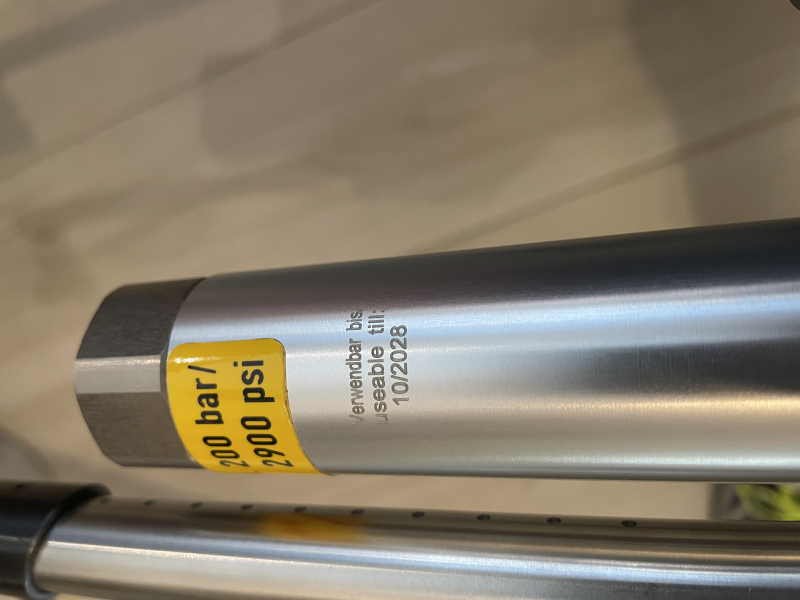 200 bar/
2900 psi
Verwendbar bis:
useable till:
10/2028